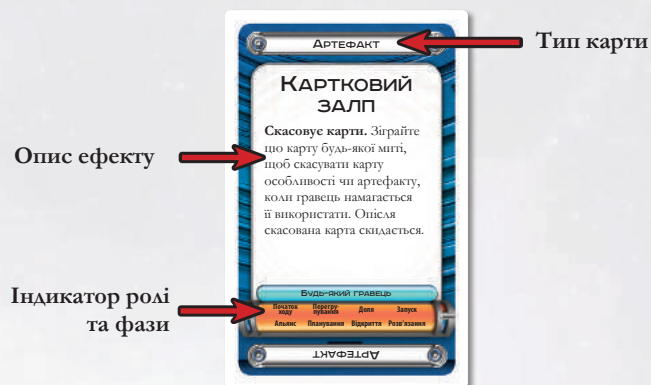 Артефакт
Тип карти
Картковий
залп
Скасовує карти. Зіграйте
цю карту будь-якої миті,
щоб скасувати карту
особливості чи артефакту,
коли гравець намагається
її використати. Опісля
скасована карта скидається.
Опис ефекту
Будь-який гравець
Індикатор ролі
та фази
Початок ходу Перегру-пування Доля Запуск
Альянс Планування Відкриття Розв'язання
Артефакт